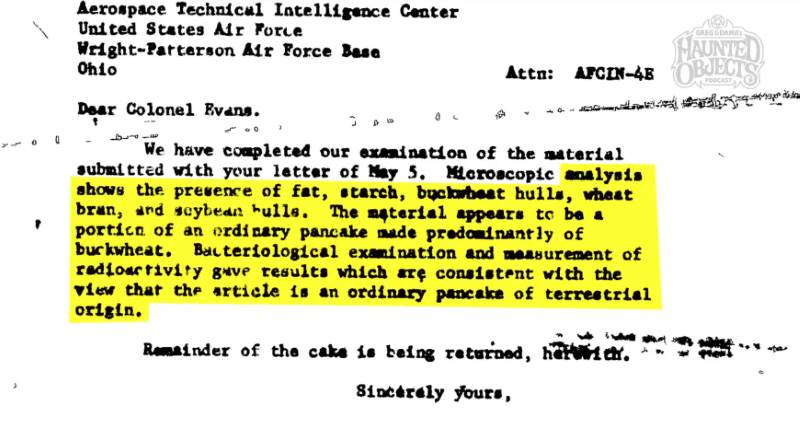 Aerospace Technical Intelligence Center
United States Air Force
Wright-Patterson Air Force Base
Ohio
Attn: AFCIN-4E
GREG & DANA'S
HAUNTED
OBJECTS
PODCAST
Dear Colonel Evans.
We have completed our examination of the material
submitted with your letter of May 5. Microscopic analysis
shows the presence of fat, starch, buckwheat hulls, wheat
bran, and soybean hulls. The material appears to be a
portion of an ordinary pancake made predominantly of
buckwheat. Bacteriological examination and measurement of
radioactivity gave results which are consistent with the
view that the article is an ordinary pancake of terrestrial
origin.
Remainder of the cake is being returned, herewith.
Sincerely yours,